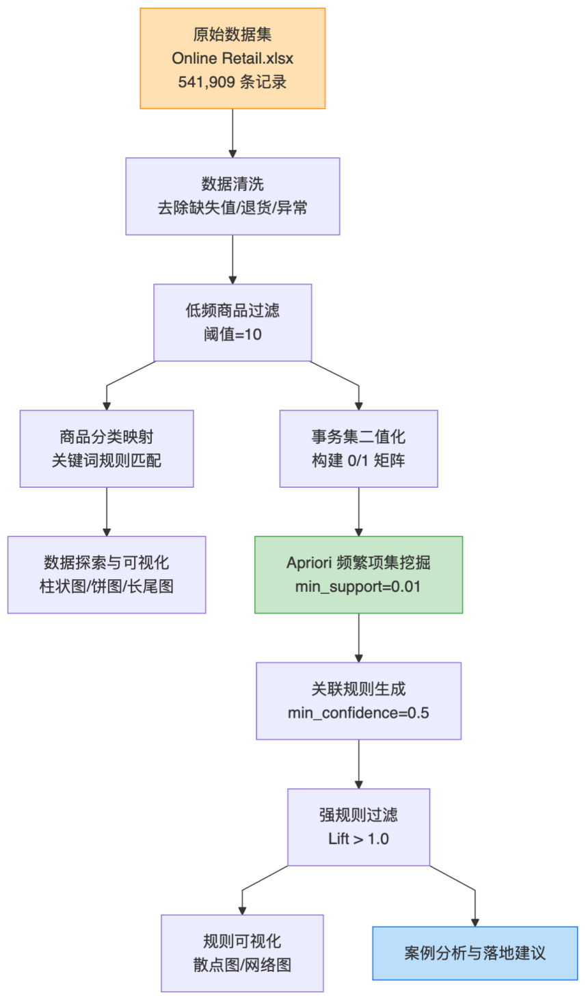 原始数据集
Online Retail.xlsx
541,909 条记录
数据清洗
去除缺失值/退货/异常
低频商品过滤
阈值=10
商品分类映射
关键词规则匹配
事务集二值化
构建 0/1 矩阵
数据探索与可视化
柱状图/饼图/长尾图
Apriori 频繁项集挖掘
min_support=0.01
关联规则生成
min_confidence=0.5
强规则过滤
Lift > 1.0
规则可视化
散点图/网络图
案例分析与落地建议